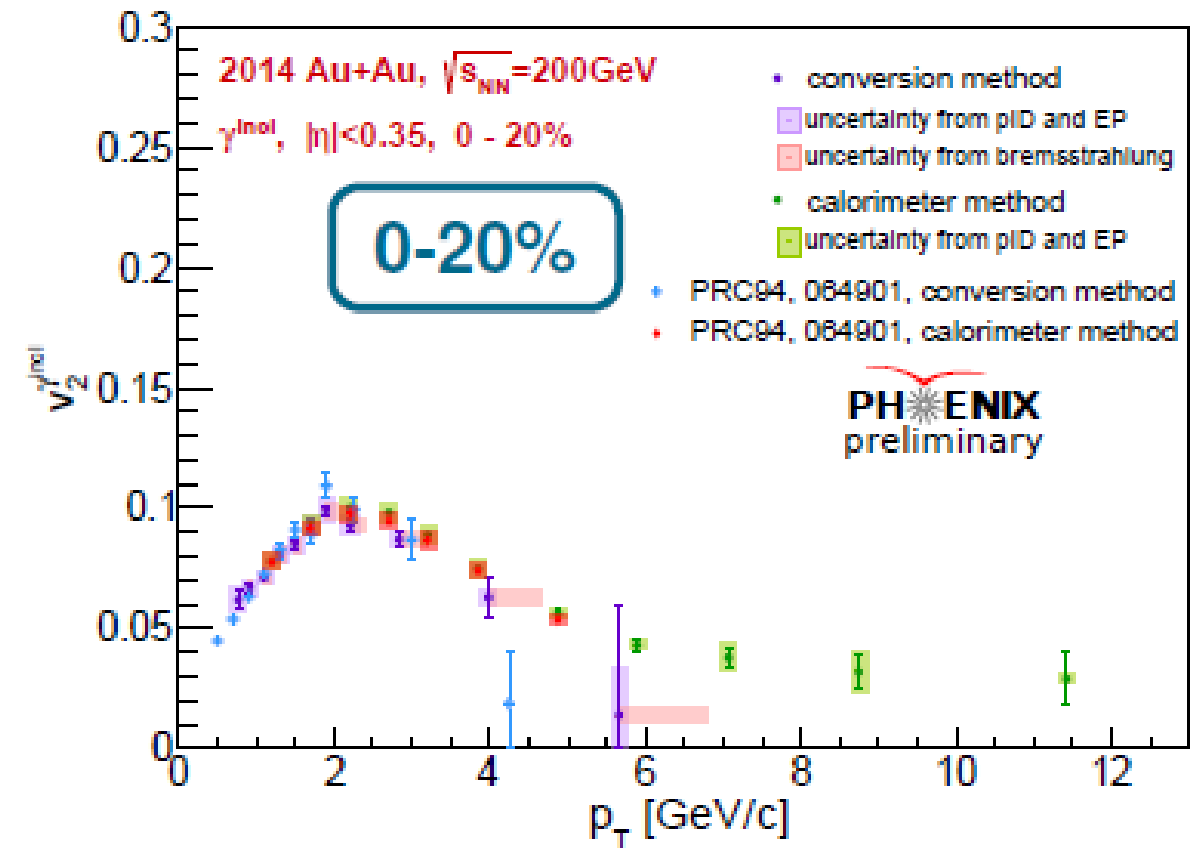 2014 Au+Au, √sNN=200GeV
γ^incl, |η|<0.35, 0 - 20%
0-20%
conversion method
uncertainty from pID and EP
uncertainty from bremsstrahlung
calorimeter method
uncertainty from pID and EP
PRC94, 064901, conversion method
PRC94, 064901, calorimeter method
PHENIX
preliminary
v2^γincl
0.3
0.25
0.2
0.15
0.1
0.05
0
0 2 4 6 8 10 12
pT [GeV/c]